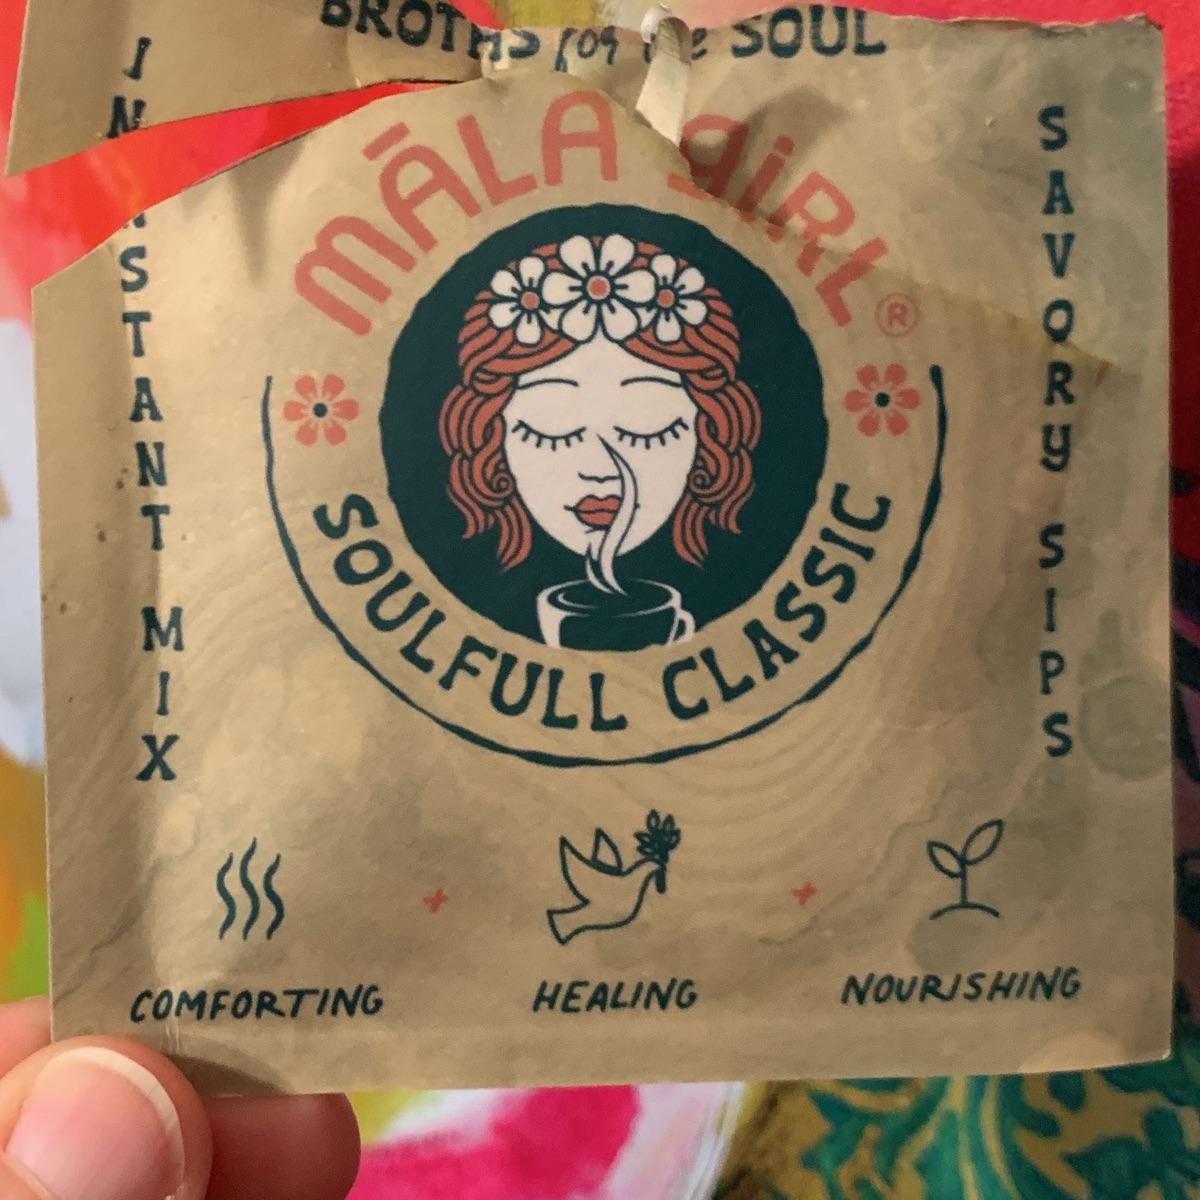 BROTHS for the SOUL
INSTANT MIX
MĀLA giRL®
SOULFULL CLASSIC
SAVORy SIPS
COMFORTING + HEALING + NOURISHING